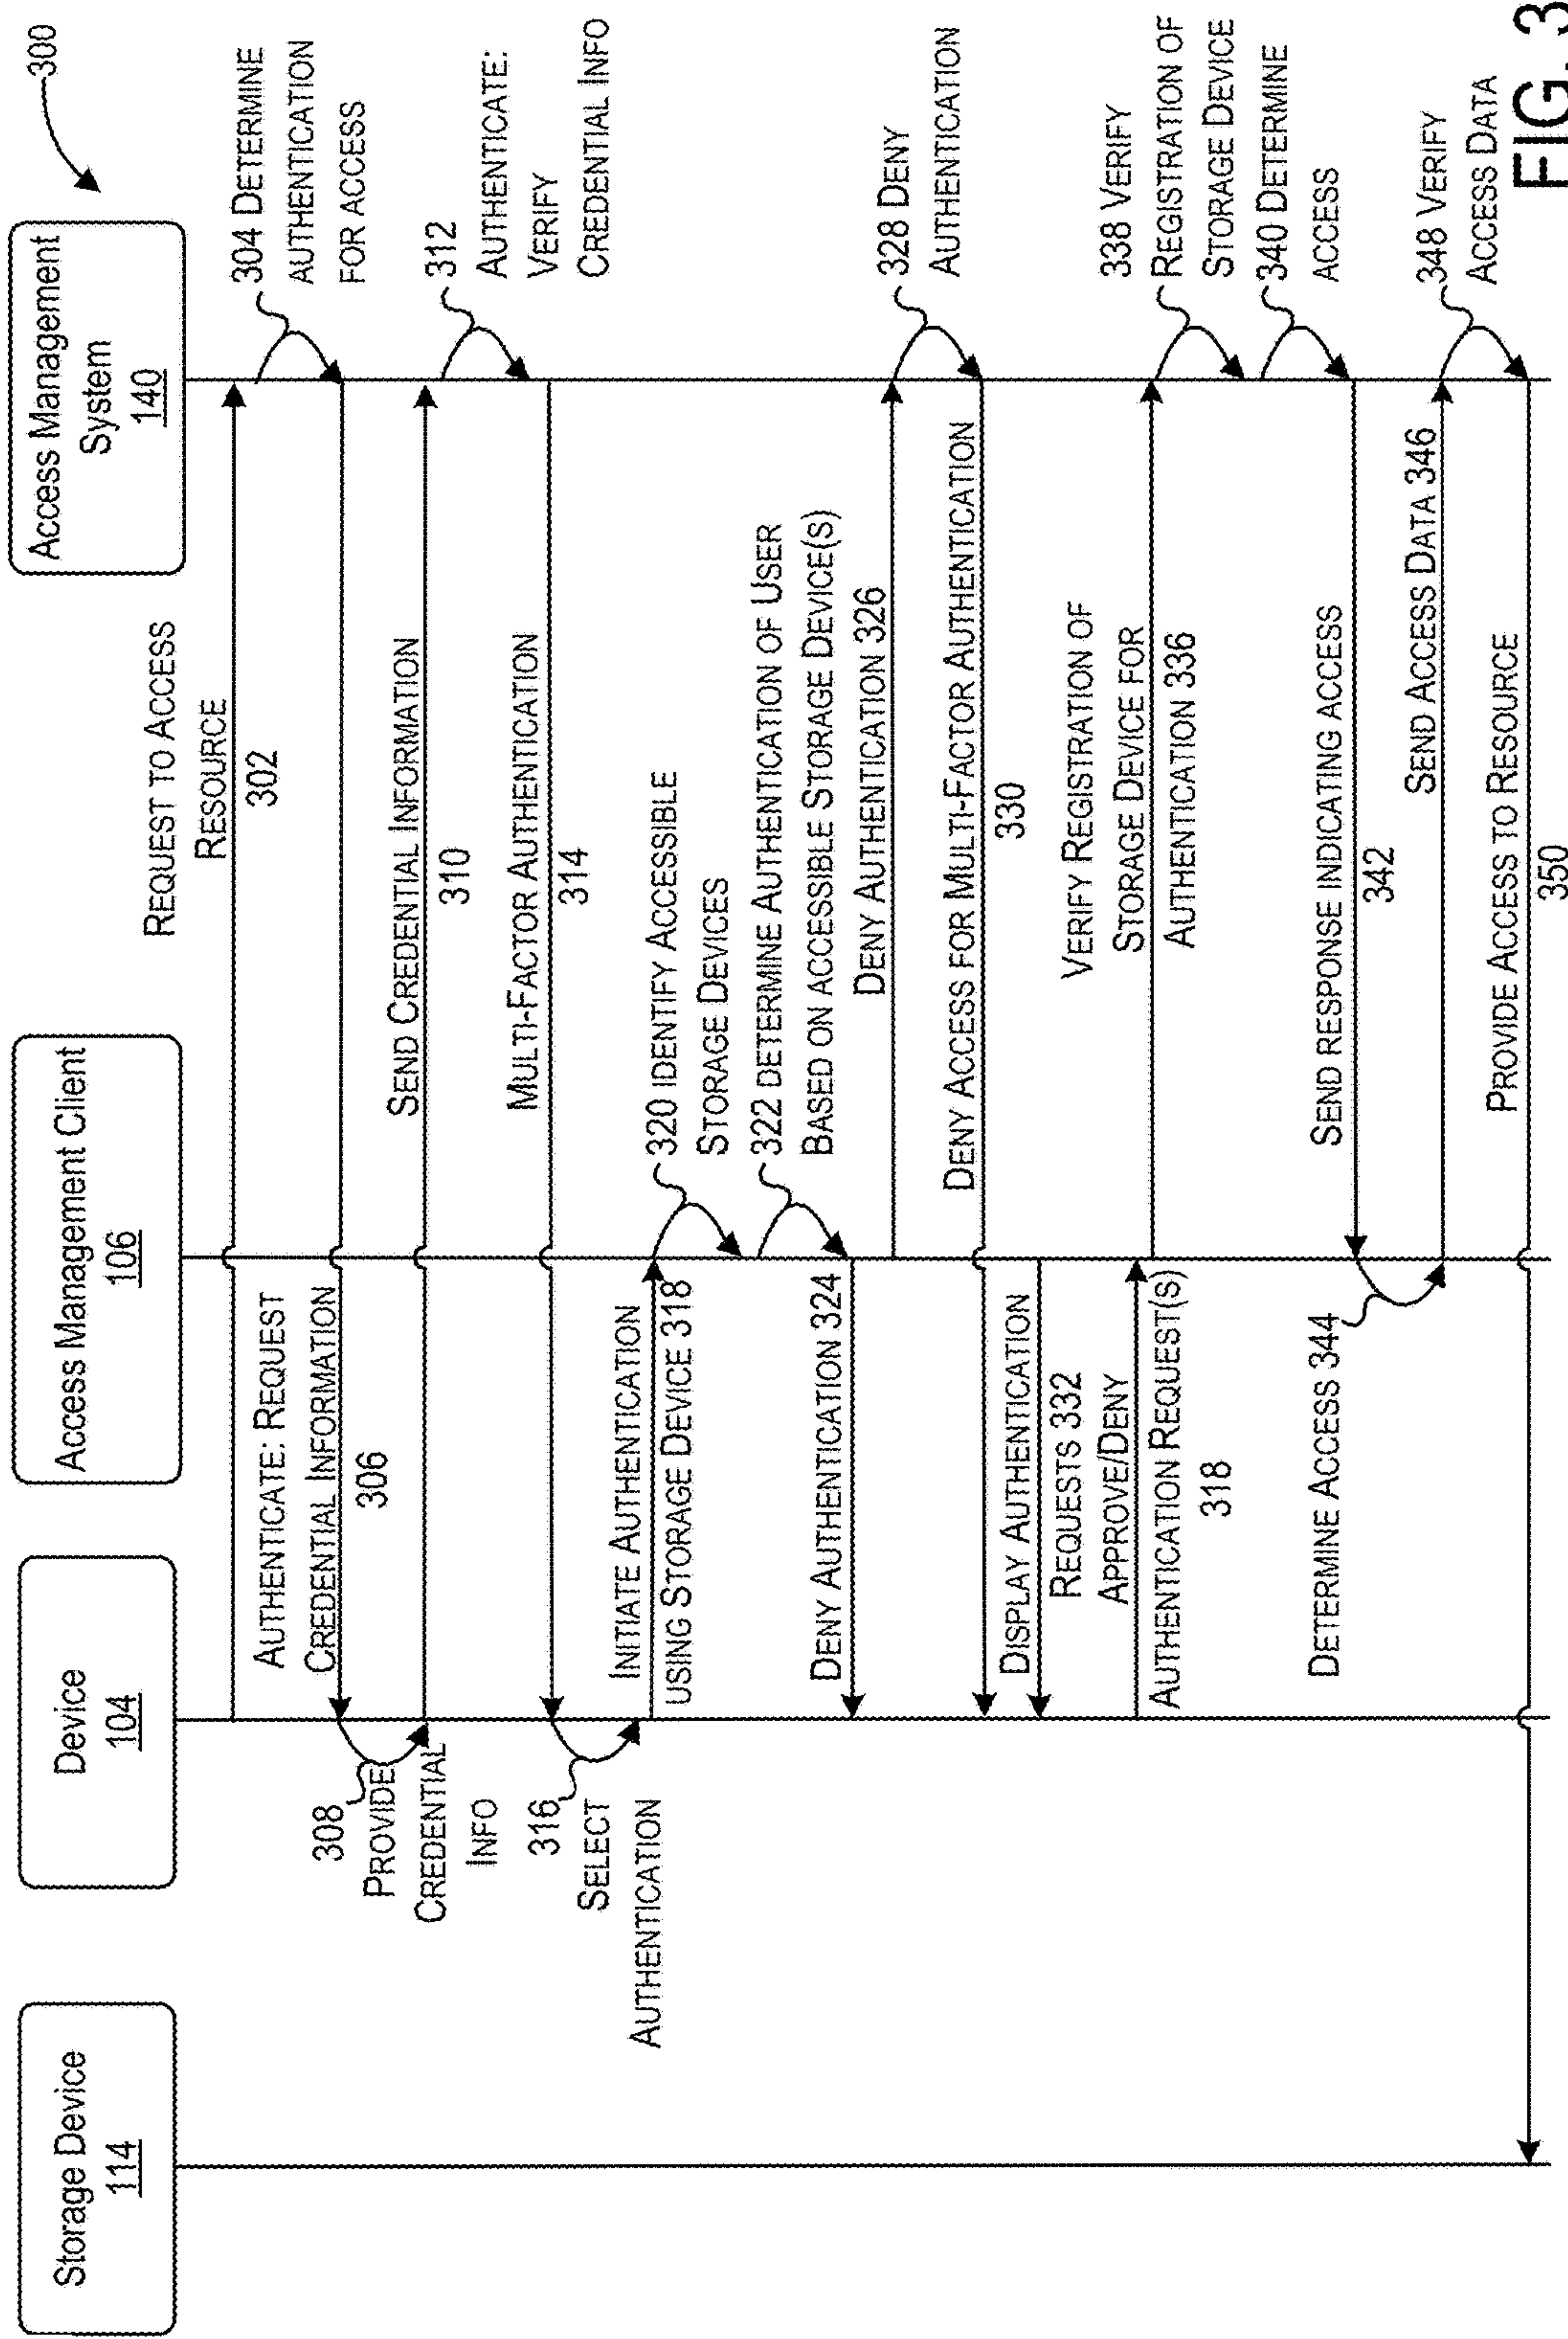 300
Storage Device
114
Device
104
Access Management Client
106
Access Management
System
140
REQUEST TO ACCESS
RESOURCE
302
304 DETERMINE
AUTHENTICATION
FOR ACCESS
AUTHENTICATE: REQUEST
CREDENTIAL INFORMATION
306
308
PROVIDE
CREDENTIAL
INFO
SEND CREDENTIAL INFORMATION
310
312
AUTHENTICATE:
VERIFY
CREDENTIAL INFO
MULTI-FACTOR AUTHENTICATION
314
316
SELECT
AUTHENTICATION
INITIATE AUTHENTICATION
USING STORAGE DEVICE 318
320 IDENTIFY ACCESSIBLE
STORAGE DEVICES
322 DETERMINE AUTHENTICATION OF USER
BASED ON ACCESSIBLE STORAGE DEVICE(S)
DENY AUTHENTICATION 324
DENY AUTHENTICATION 326
328 DENY
AUTHENTICATION
DENY ACCESS FOR MULTI-FACTOR AUTHENTICATION
330
DISPLAY AUTHENTICATION
REQUESTS 332
APPROVE/DENY
AUTHENTICATION REQUEST(S)
318
VERIFY REGISTRATION OF
STORAGE DEVICE FOR
AUTHENTICATION 336
338 VERIFY
REGISTRATION OF
STORAGE DEVICE
340 DETERMINE
ACCESS
SEND RESPONSE INDICATING ACCESS
342
DETERMINE ACCESS 344
SEND ACCESS DATA 346
348 VERIFY
ACCESS DATA
PROVIDE ACCESS TO RESOURCE
350
FIG. 3